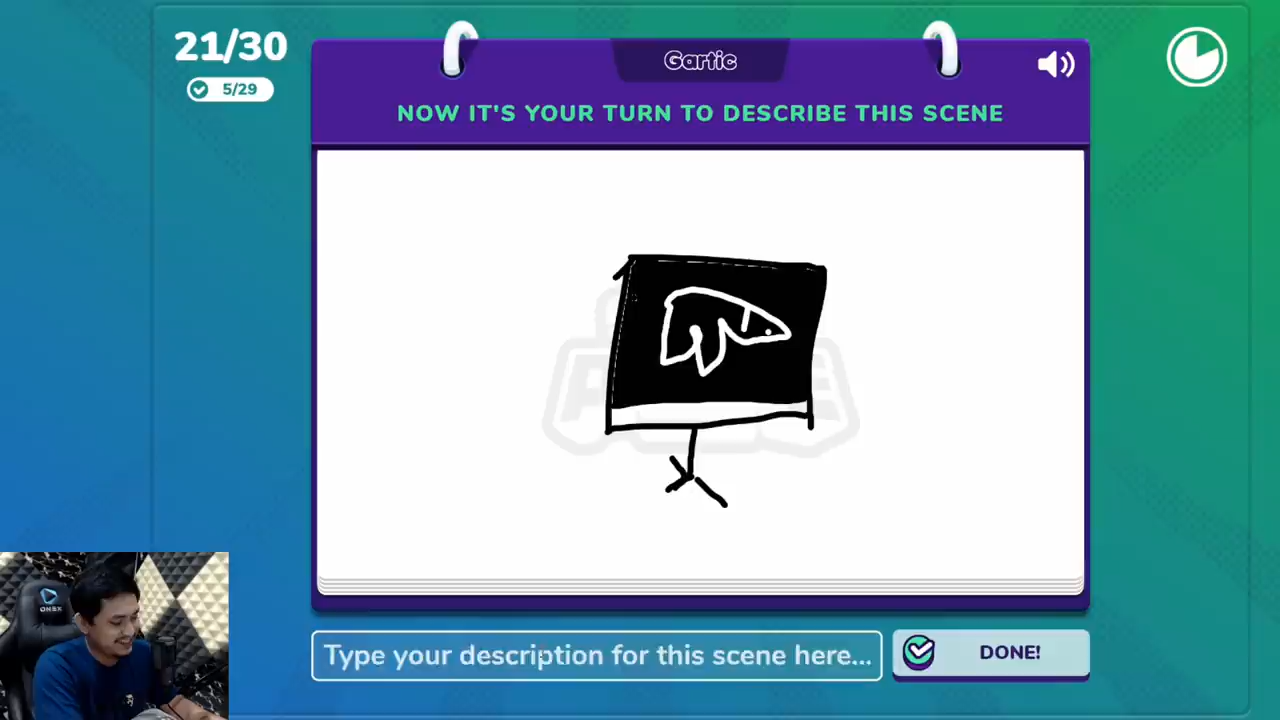 21/30
5/29
Gartic
NOW IT'S YOUR TURN TO DESCRIBE THIS SCENE
Type your description for this scene here...
DONE!
ONEX